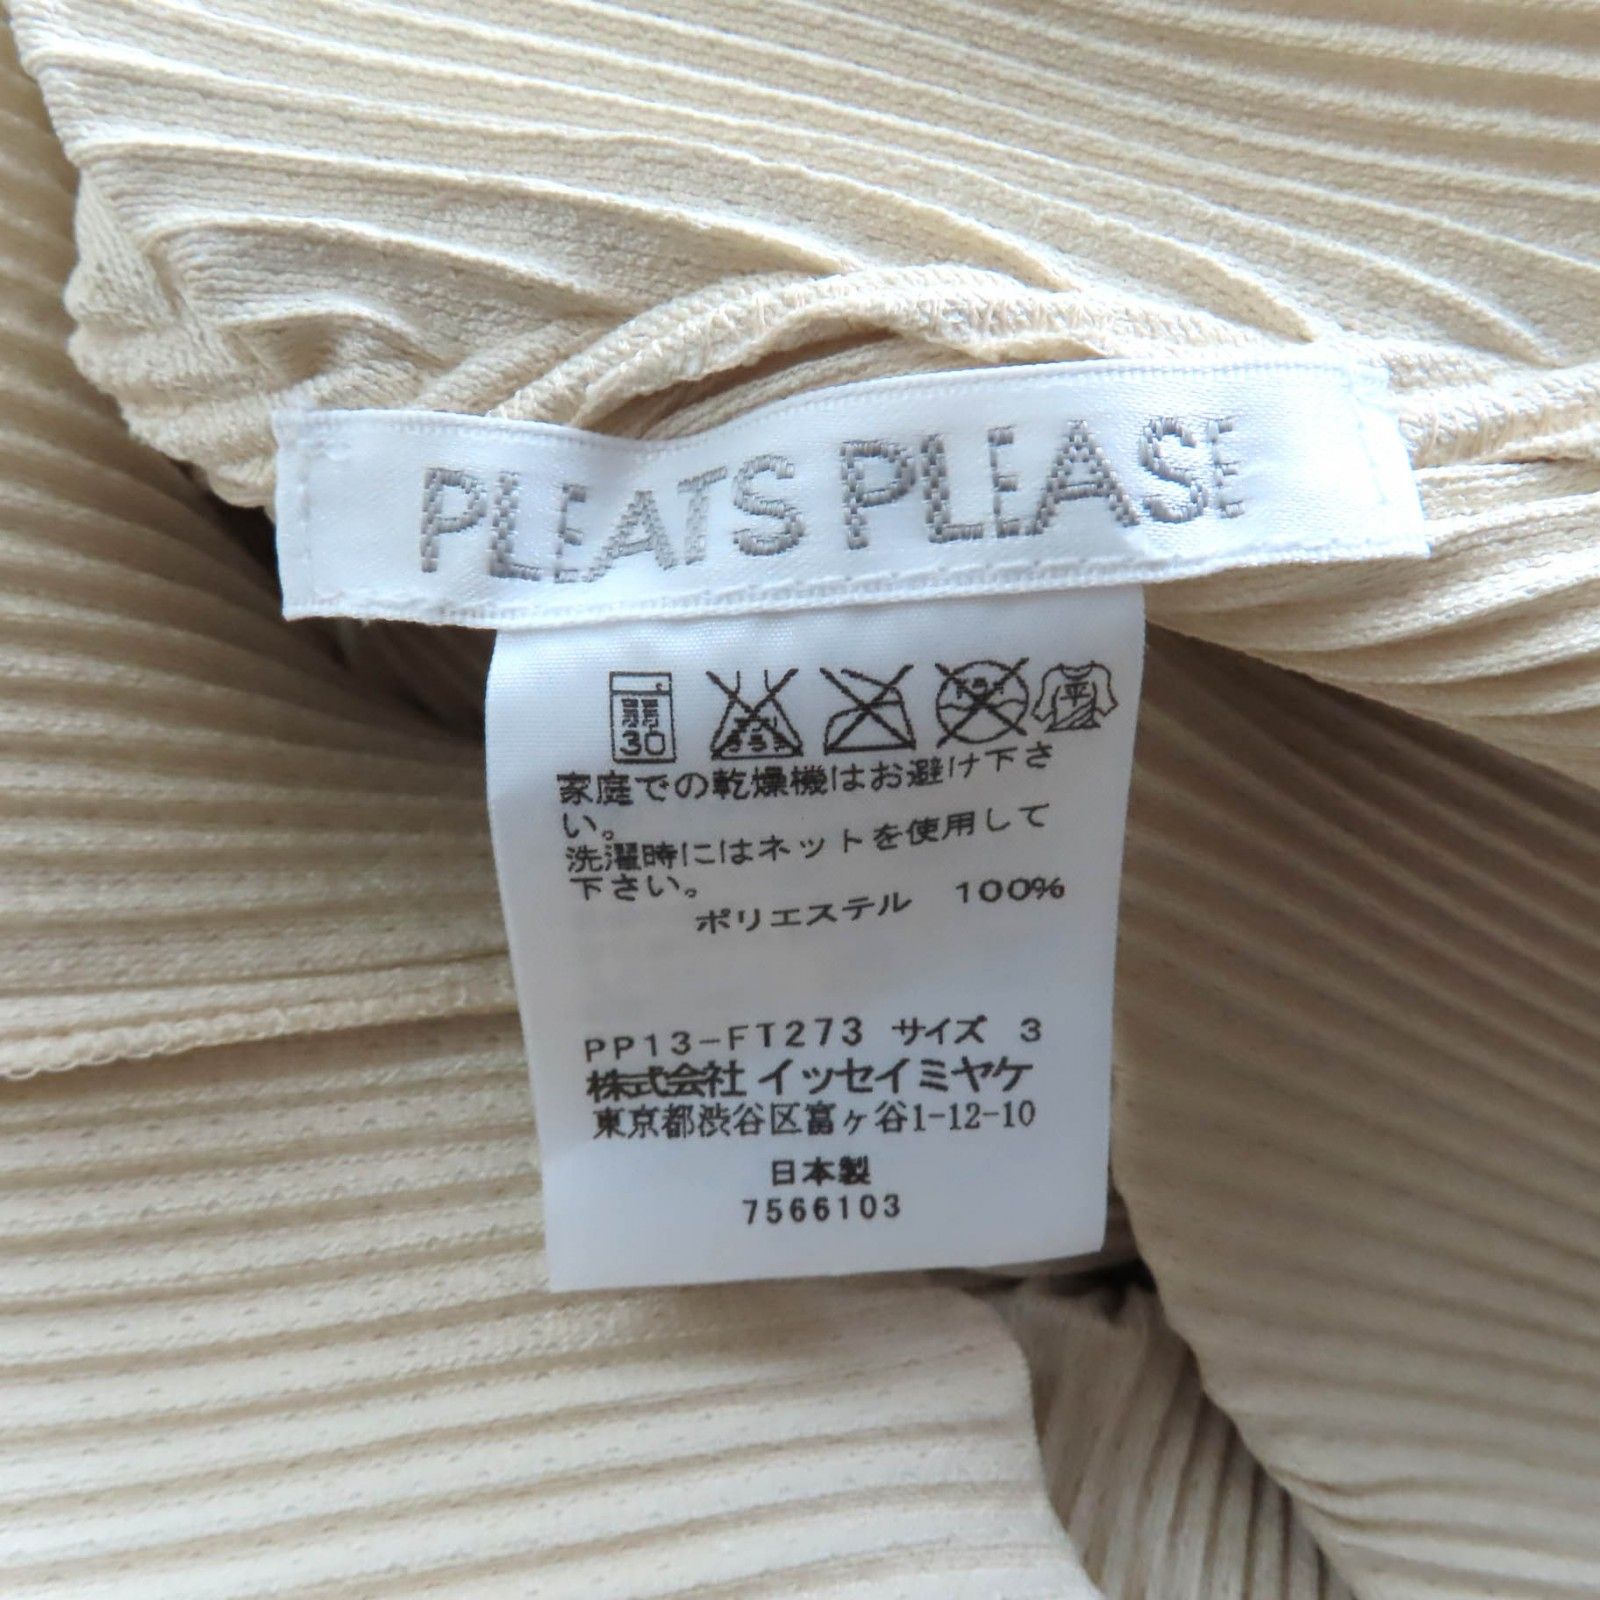 PLEATS PLEASE
30 平
家庭での乾燥機はお避け下さ
い。
洗濯時にはネットを使用して
下さい。
ポリエステル 100%
PP13-FT273 サイズ 3
株式会社 イッセイミヤケ
東京都渋谷区富ヶ谷1-12-10
日本製
7566103